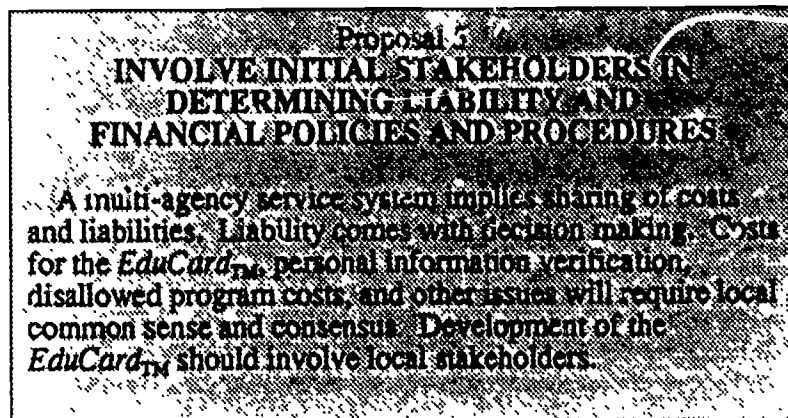 Proposal 5
INVOLVE INITIAL STAKEHOLDERS IN
DETERMINING LIABILITY AND
FINANCIAL POLICIES AND PROCEDURES
A multi-agency service system implies sharing of costs
and liabilities. Liability comes with decision making. Costs
for the EduCard™, personal information verification,
disallowed program costs, and other issues will require local
common sense and consensus. Development of the
EduCard™ should involve local stakeholders.